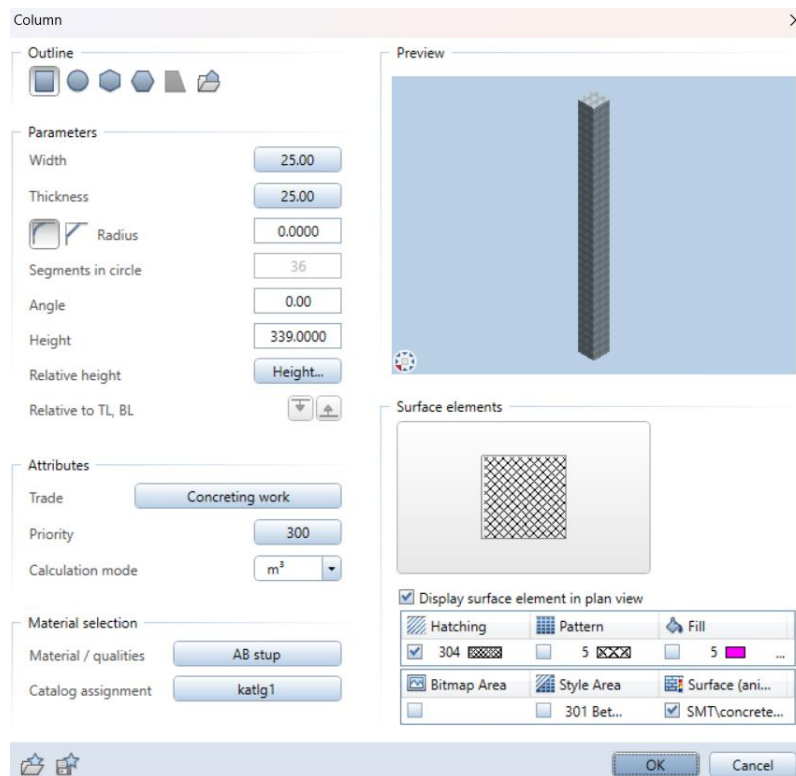 Column
Outline
Preview
Parameters
Width 25.00
Thickness 25.00
Radius 0.0000
Segments in circle 36
Angle 0.00
Height 339.0000
Relative height Height...
Relative to TL, BL
Surface elements
Attributes
Trade Concreting work
Priority 300
Calculation mode m³
Display surface element in plan view
Hatching Pattern Fill
304 5 5 ...
Bitmap Area Style Area Surface (ani...
301 Bet... SMT\concrete...
Material selection
Material / qualities AB stup
Catalog assignment katlg1
OK Cancel